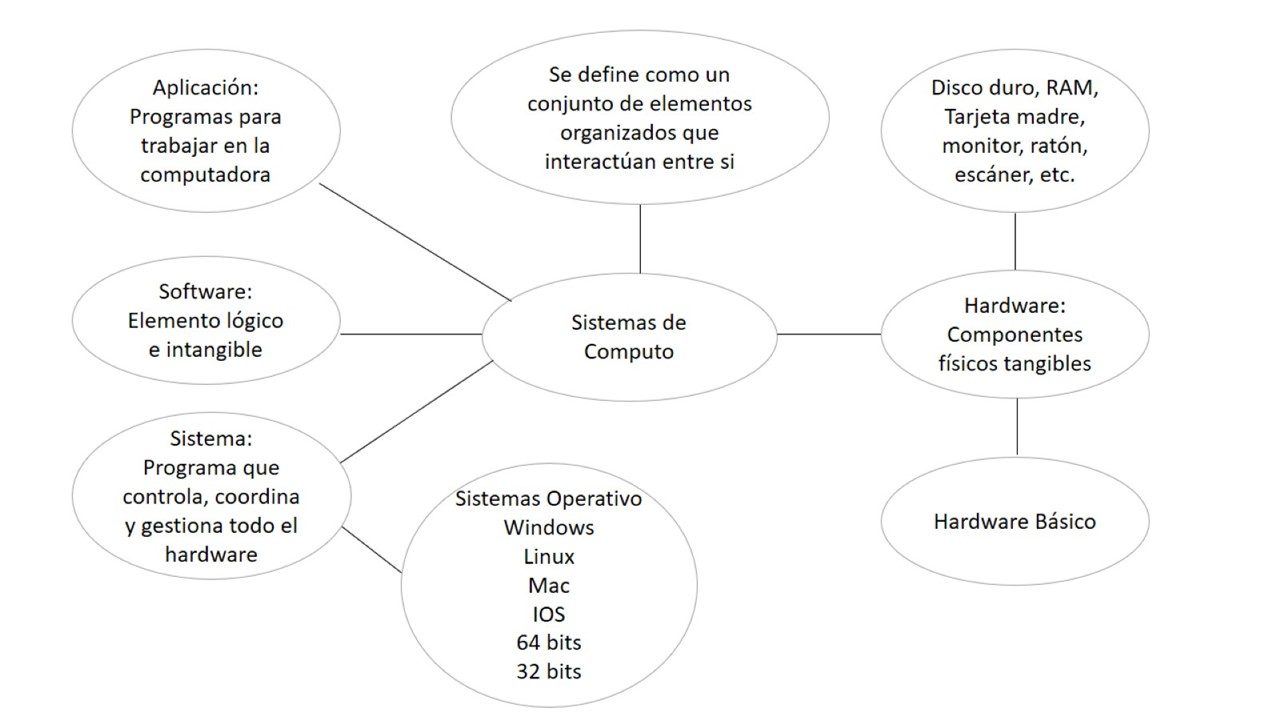 Aplicación:
Programas para
trabajar en la
computadora
Se define como un
conjunto de elementos
organizados que
interactúan entre si
Disco duro, RAM,
Tarjeta madre,
monitor, ratón,
escáner, etc.
Software:
Elemento lógico
e intangible
Sistemas de
Computo
Hardware:
Componentes
físicos tangibles
Sistema:
Programa que
controla, coordina
y gestiona todo el
hardware
Sistemas Operativo
Windows
Linux
Mac
IOS
64 bits
32 bits
Hardware Básico